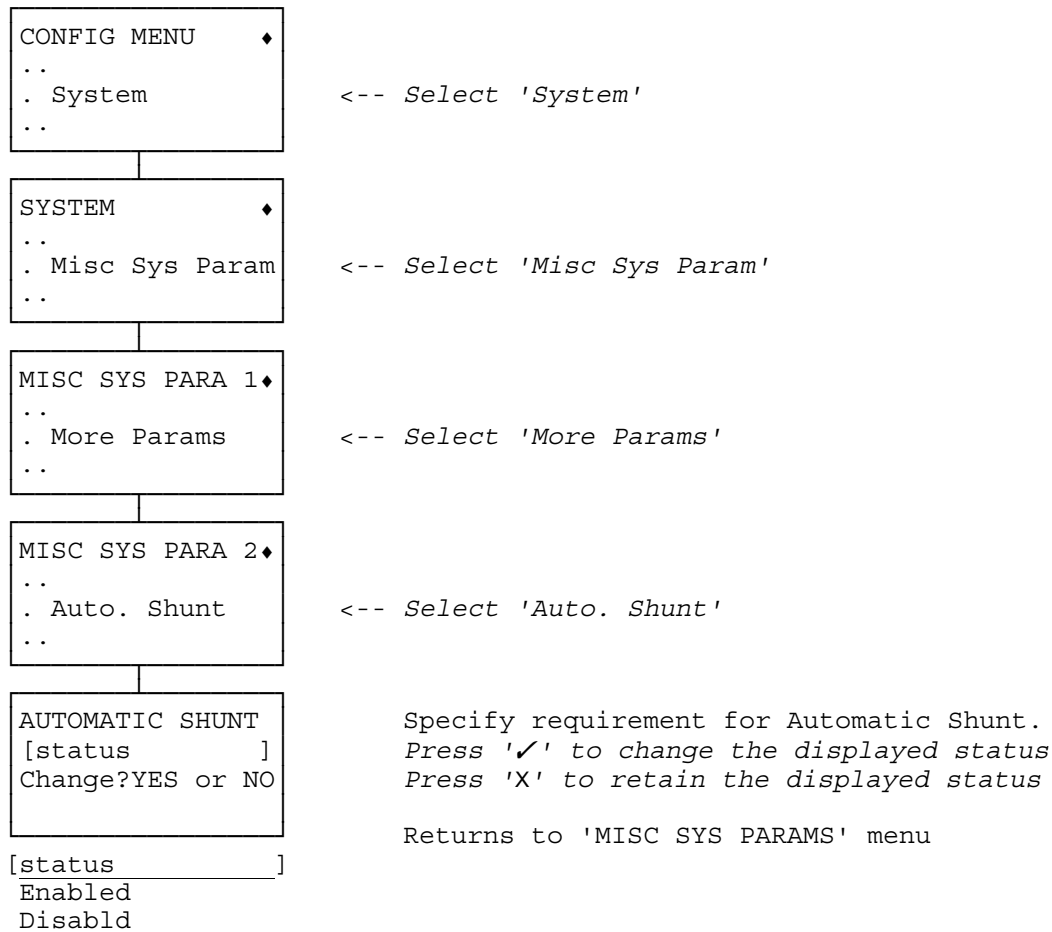 CONFIG MENU ♦
..
. System <-- Select 'System'
..
SYSTEM ♦
..
. Misc Sys Param <-- Select 'Misc Sys Param'
..
MISC SYS PARA 1♦
..
. More Params <-- Select 'More Params'
..
MISC SYS PARA 2♦
..
. Auto. Shunt <-- Select 'Auto. Shunt'
..
AUTOMATIC SHUNT Specify requirement for Automatic Shunt.
[status ] Press '✓' to change the displayed status
Change?YES or NO Press 'X' to retain the displayed status
Returns to 'MISC SYS PARAMS' menu
[status ]
Enabled
Disabld